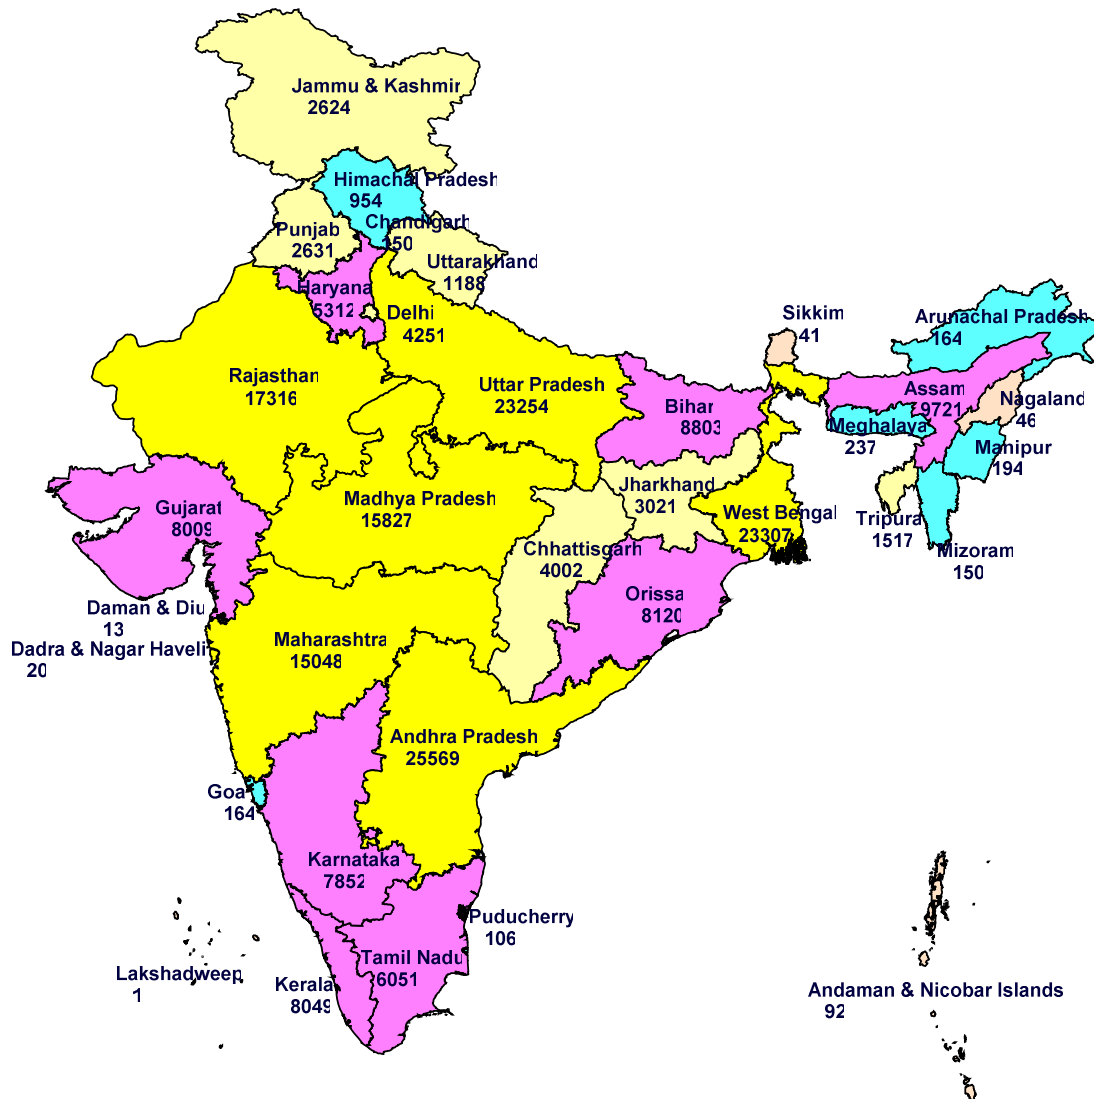 Jammu & Kashmir
2624
Himachal Pradesh
954
Chandigarh
150
Punjab
2631
Uttarakhand
1188
Haryana
5312
Delhi
4251
Sikkim
41
Arunachal Pradesh
164
Rajasthan
17316
Uttar Pradesh
23254
Bihar
8803
Assam
9721
Nagaland
46
Meghalaya
237
Manipur
194
Gujarat
8009
Madhya Pradesh
15827
Jharkhand
3021
West Bengal
23307
Tripura
1517
Mizoram
150
Chhattisgarh
4002
Orissa
8120
Daman & Diu
13
Dadra & Nagar Haveli
20
Maharashtra
15048
Andhra Pradesh
25569
Goa
164
Karnataka
7852
Puducherry
106
Lakshadweep
1
Kerala
8049
Tamil Nadu
6051
Andaman & Nicobar Islands
92